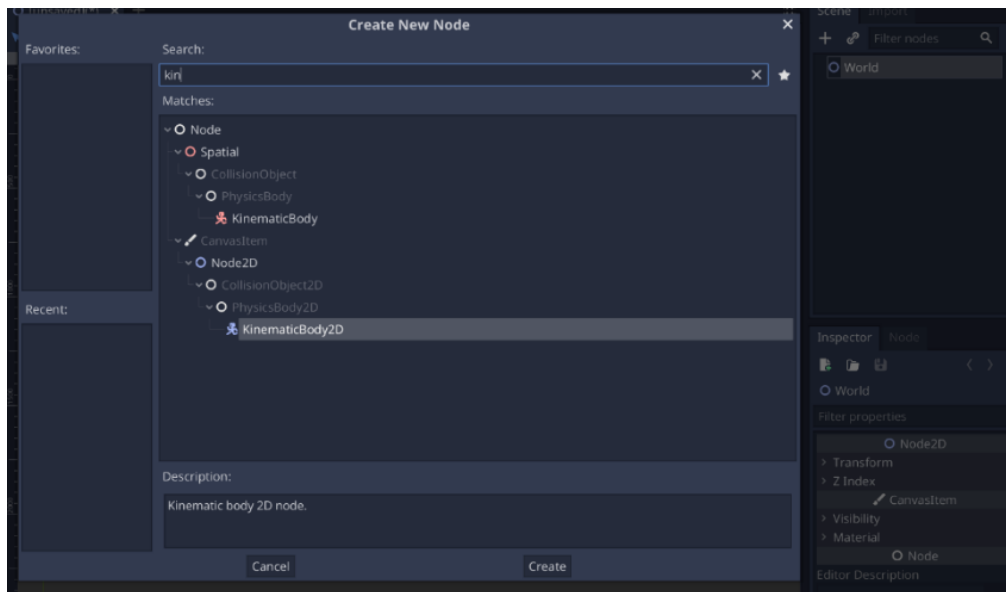 Create New Node
Scene Import
Favorites:
Search:
Filter nodes
kin
World
Matches:
Node
Spatial
CollisionObject
PhysicsBody
KinematicBody
CanvasItem
Node2D
CollisionObject2D
Recent:
PhysicsBody2D
KinematicBody2D
Inspector Node
World
Filter properties
Node2D
Transform
Description:
Z Index
CanvasItem
Kinematic body 2D node.
Visibility
Material
Node
Cancel
Create
Editor Description